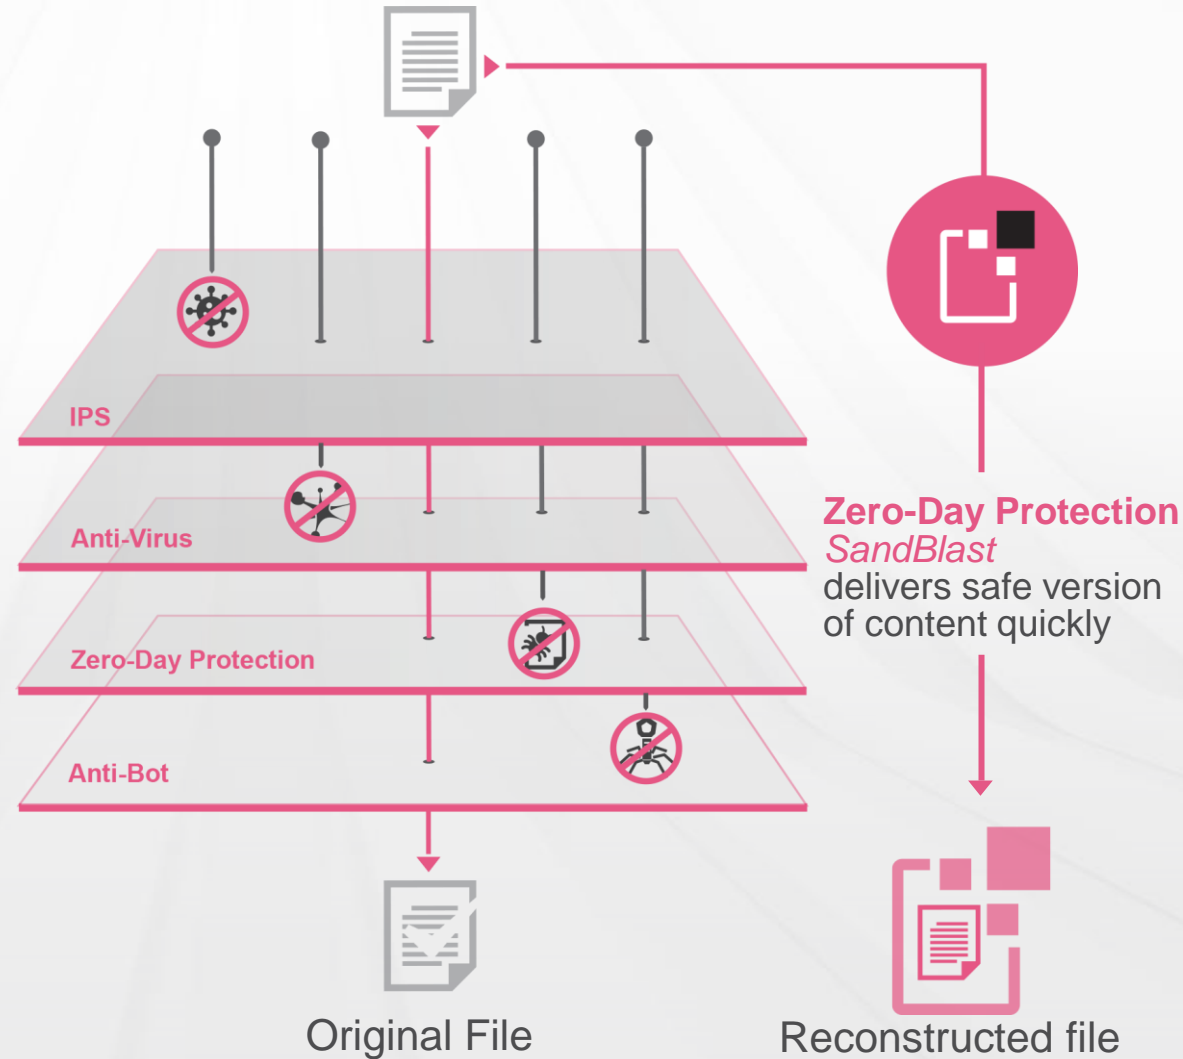 IPS
Anti-Virus
Zero-Day Protection
Anti-Bot
Zero-Day Protection
SandBlast
delivers safe version
of content quickly
Original File
Reconstructed file